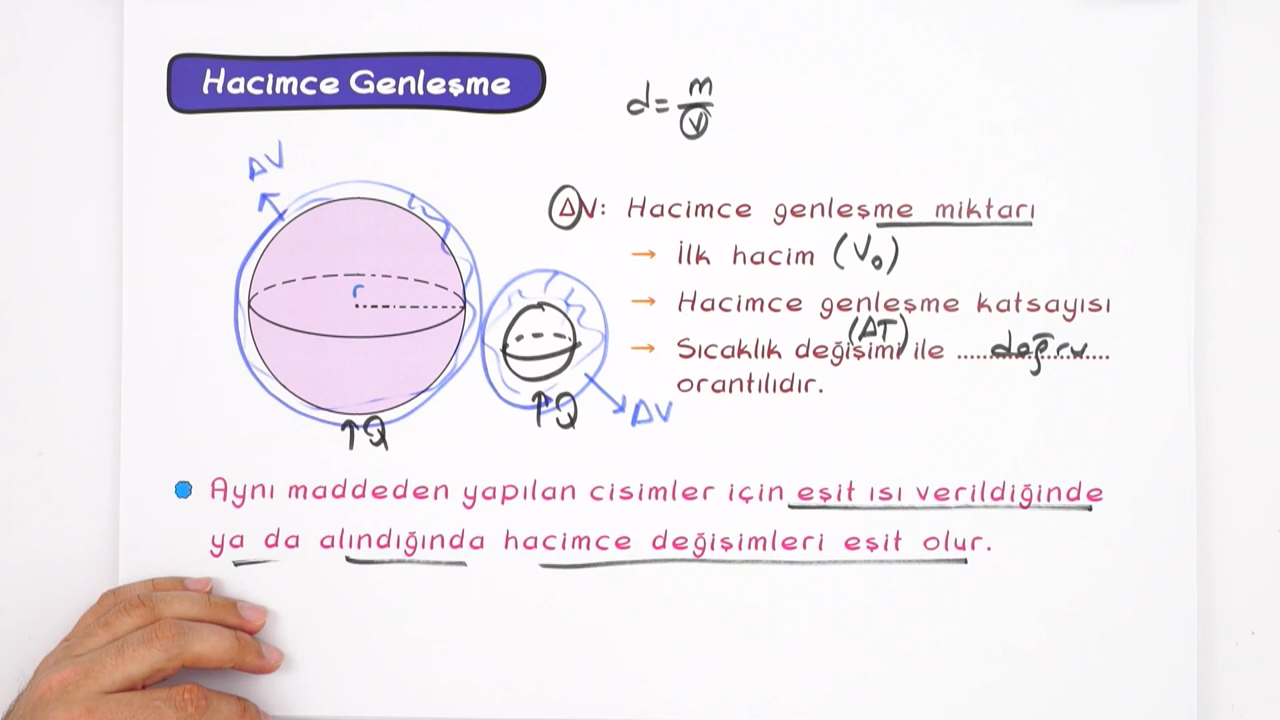 Hacimce Genleşme
d = m / V
ΔV
ΔV: Hacimce genleşme miktarı
→ İlk hacim (V₀)
→ Hacimce genleşme katsayısı
(ΔT)
→ Sıcaklık değişimi ile ......doğru......
orantılıdır.
r
↑Q
↑Q
ΔV
Aynı maddeden yapılan cisimler için eşit ısı verildiğinde
ya da alındığında hacimce değişimleri eşit olur.